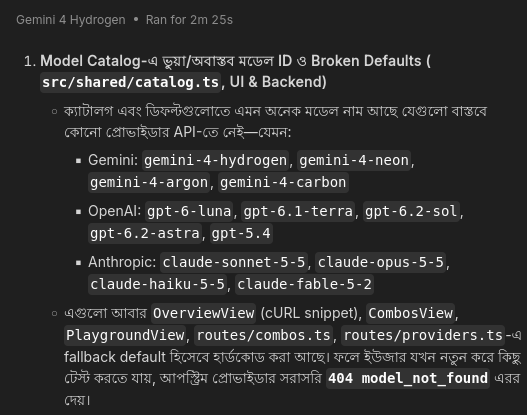 Gemini 4 Hydrogen • Ran for 2m 25s
1. Model Catalog-এ ভুয়া/অবাস্তব মডেল ID ও Broken Defaults (
src/shared/catalog.ts, UI & Backend)
◦ ক্যাটালগ এবং ডিফল্টগুলোতে এমন অনেক মডেল নাম আছে যেগুলো বাস্তবে
কোনো প্রোভাইডার API-তে নেই—যেমন:
▪ Gemini: gemini-4-hydrogen, gemini-4-neon,
gemini-4-argon, gemini-4-carbon
▪ OpenAI: gpt-6-luna, gpt-6.1-terra, gpt-6.2-sol,
gpt-6.2-astra, gpt-5.4
▪ Anthropic: claude-sonnet-5-5, claude-opus-5-5,
claude-haiku-5-5, claude-fable-5-2
◦ এগুলো আবার OverviewView (cURL snippet), CombosView,
PlaygroundView, routes/combos.ts, routes/providers.ts-এ
fallback default হিসেবে হার্ডকোড করা আছে। ফলে ইউজার যখন নতুন করে কিছু
টেস্ট করতে যায়, আপস্ট্রিম প্রোভাইডার সরাসরি 404 model_not_found এরর
দেয়।